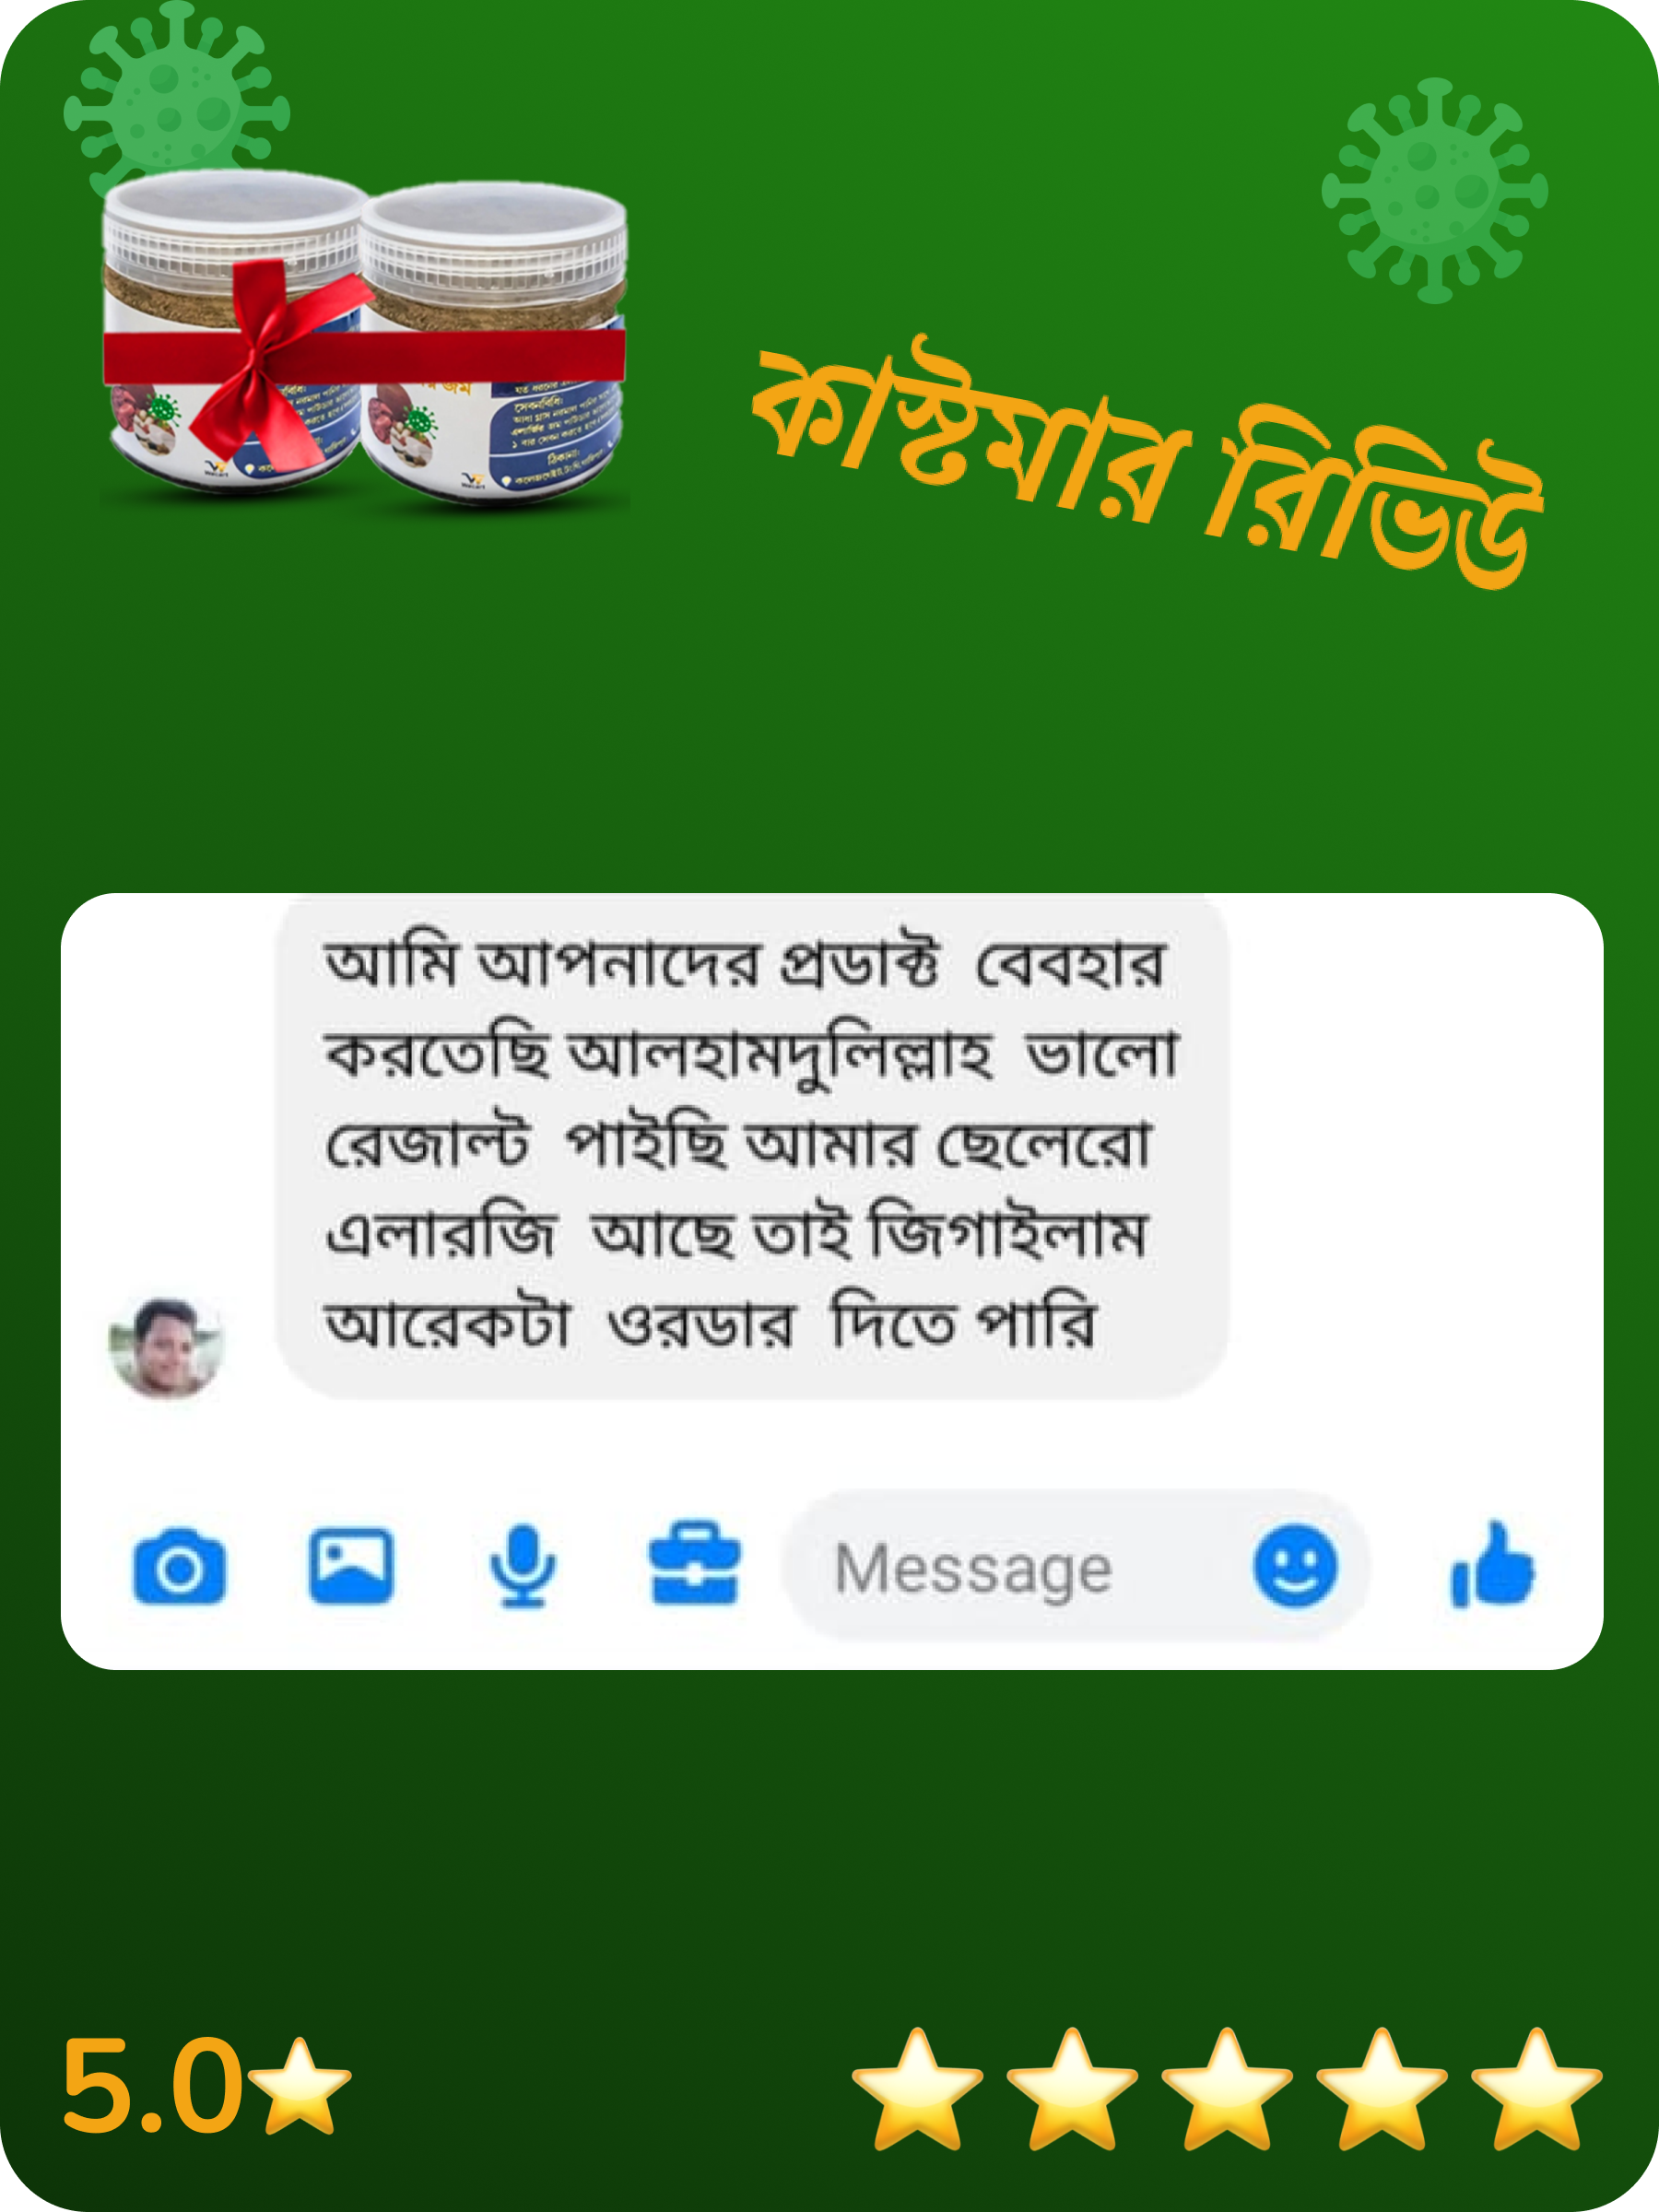 কাস্টমার রিভিউ
সেবনবিধিঃ
ঠিকানাঃ
আমি আপনাদের প্রডাক্ট বেবহার
করতেছি আলহামদুলিল্লাহ ভালো
রেজাল্ট পাইছি আমার ছেলেরো
এলারজি আছে তাই জিগাইলাম
আরেকটা ওরডার দিতে পারি
Message
5.0